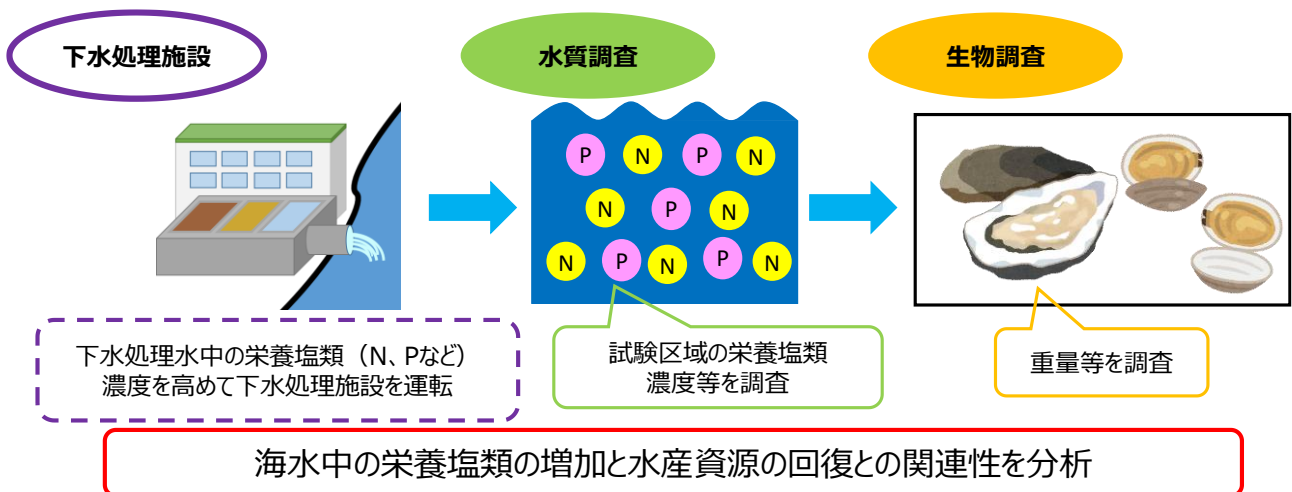 下水処理施設
水質調査
生物調査
P N P N
N P N
N P N P N
下水処理水中の栄養塩類（N、Pなど）
濃度を高めて下水処理施設を運転
試験区域の栄養塩類
濃度等を調査
重量等を調査
海水中の栄養塩類の増加と水産資源の回復との関連性を分析